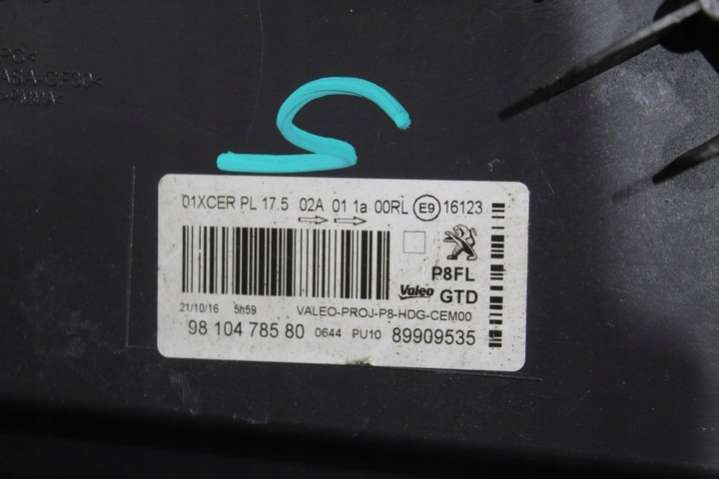 01XCER PL 17.5 02A 01 1a 00RL E9 16123
P8FL
Valeo GTD
21/10/16 5h59 VALEO-PROJ-P8-HDG-CEM00
98 104 785 80 0644 PU10 89909535